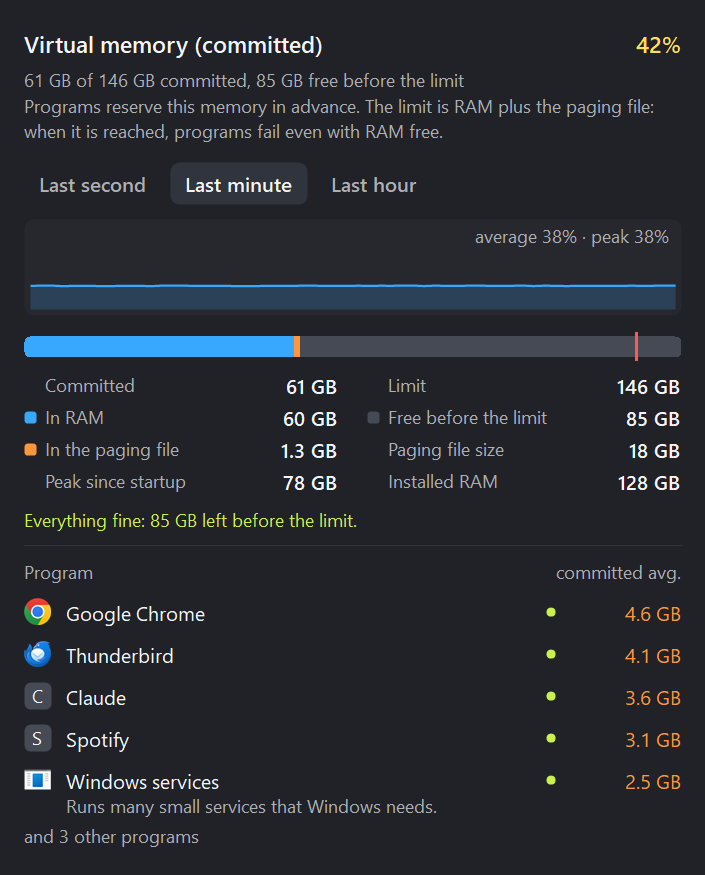 Virtual memory (committed) 42%
61 GB of 146 GB committed, 85 GB free before the limit
Programs reserve this memory in advance. The limit is RAM plus the paging file:
when it is reached, programs fail even with RAM free.
Last second Last minute Last hour
average 38% · peak 38%
Committed 61 GB Limit 146 GB
In RAM 60 GB Free before the limit 85 GB
In the paging file 1.3 GB Paging file size 18 GB
Peak since startup 78 GB Installed RAM 128 GB
Everything fine: 85 GB left before the limit.
Program committed avg.
Google Chrome 4.6 GB
Thunderbird 4.1 GB
C Claude 3.6 GB
S Spotify 3.1 GB
Windows services 2.5 GB
Runs many small services that Windows needs.
and 3 other programs